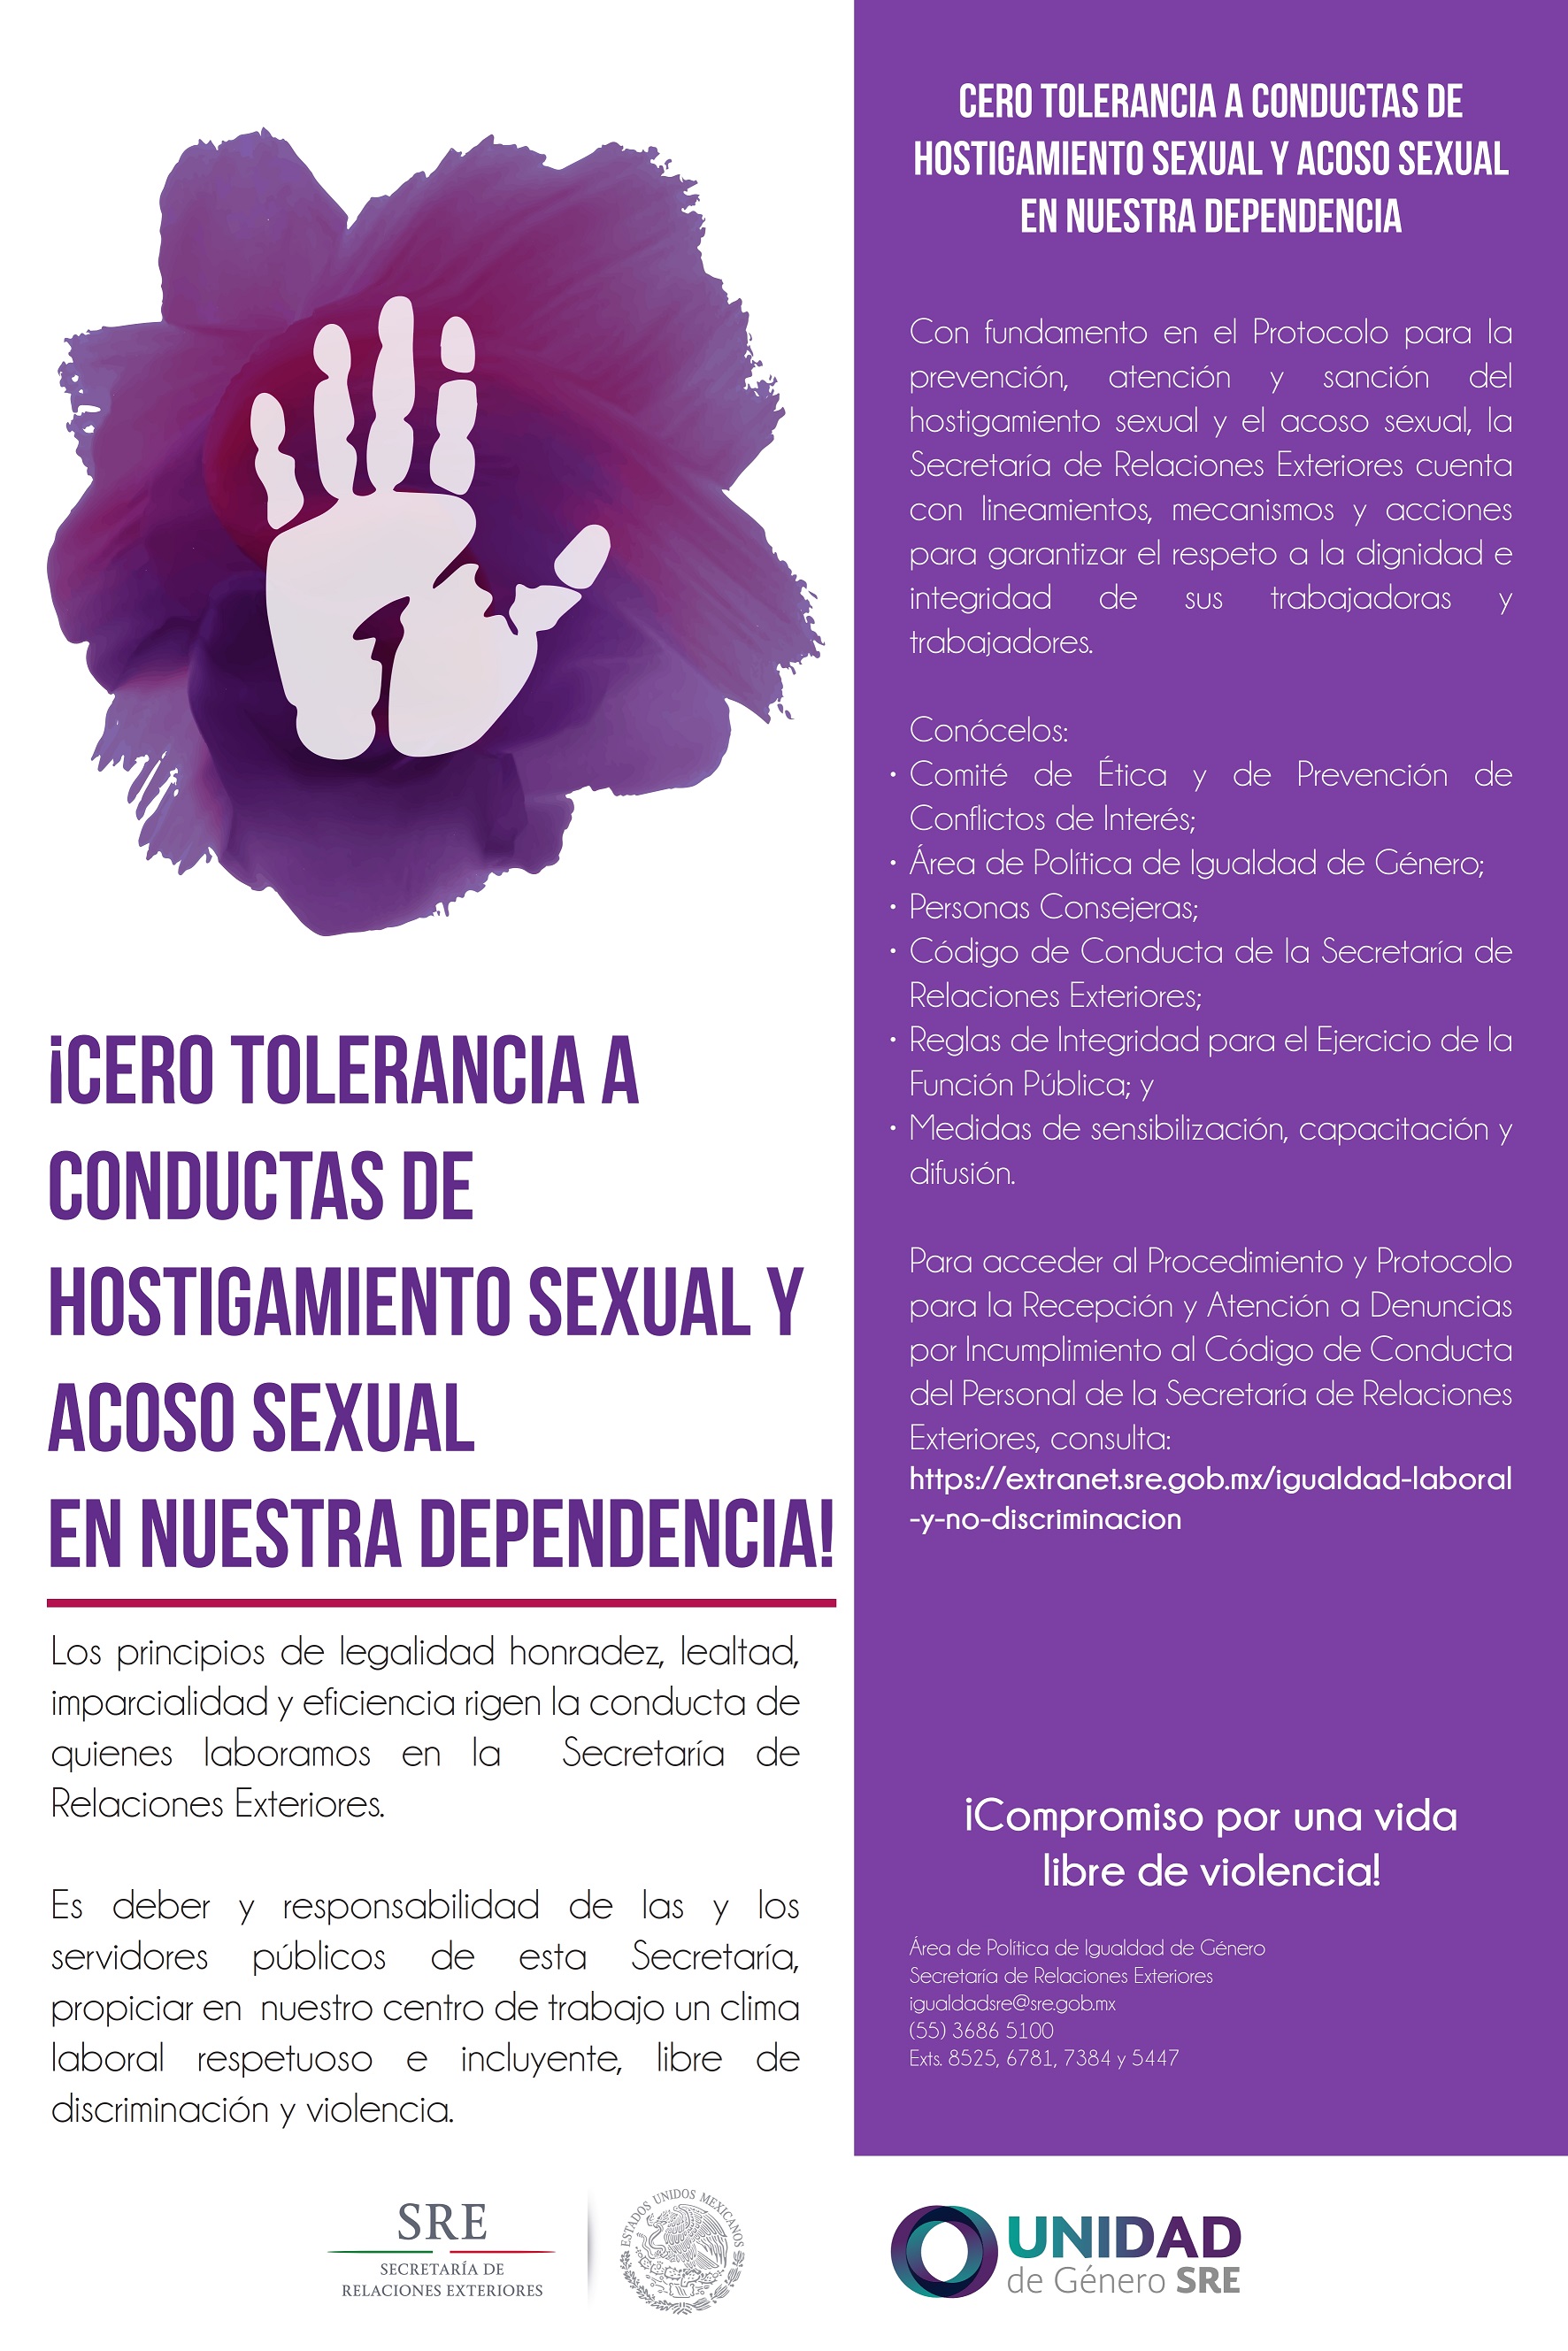 ¡CERO TOLERANCIA A
CONDUCTAS DE
HOSTIGAMIENTO SEXUAL Y
ACOSO SEXUAL
EN NUESTRA DEPENDENCIA!
Los principios de legalidad honradez, lealtad,
imparcialidad y eficiencia rigen la conducta de
quienes laboramos en la Secretaría de
Relaciones Exteriores.
Es deber y responsabilidad de las y los
servidores públicos de esta Secretaría,
propiciar en nuestro centro de trabajo un clima
laboral respetuoso e incluyente, libre de
discriminación y violencia.
CERO TOLERANCIA A CONDUCTAS DE
HOSTIGAMIENTO SEXUAL Y ACOSO SEXUAL
EN NUESTRA DEPENDENCIA
Con fundamento en el Protocolo para la
prevención, atención y sanción del
hostigamiento sexual y el acoso sexual, la
Secretaría de Relaciones Exteriores cuenta
con lineamientos, mecanismos y acciones
para garantizar el respeto a la dignidad e
integridad de sus trabajadoras y
trabajadores.
Conócelos:
• Comité de Ética y de Prevención de
Conflictos de Interés;
• Área de Política de Igualdad de Género;
• Personas Consejeras;
• Código de Conducta de la Secretaría de
Relaciones Exteriores;
• Reglas de Integridad para el Ejercicio de la
Función Pública; y
• Medidas de sensibilización, capacitación y
difusión.
Para acceder al Procedimiento y Protocolo
para la Recepción y Atención a Denuncias
por Incumplimiento al Código de Conducta
del Personal de la Secretaría de Relaciones
Exteriores, consulta:
https://extranet.sre.gob.mx/igualdad-laboral
-y-no-discriminacion
¡Compromiso por una vida
libre de violencia!
Área de Política de Igualdad de Género
Secretaría de Relaciones Exteriores
igualdadsre@sre.gob.mx
(55) 3686 5100
Exts. 8525, 6781, 7384 y 5447
SRE
SECRETARÍA DE
RELACIONES EXTERIORES
ESTADOS UNIDOS MEXICANOS
UNIDAD
de Género SRE